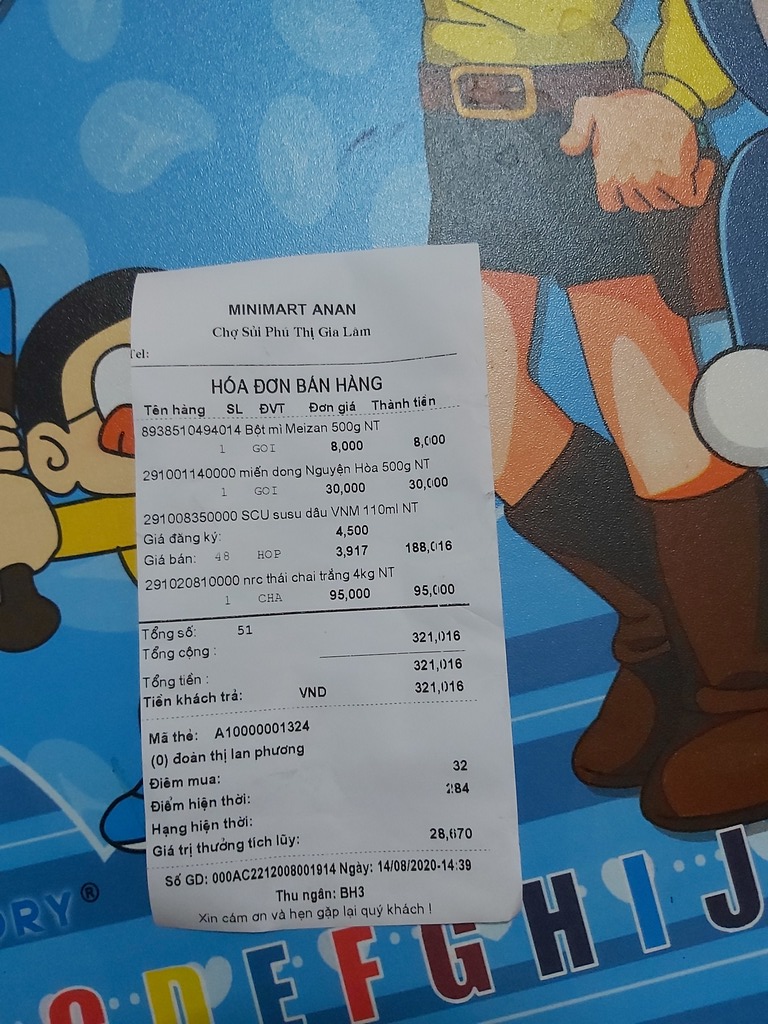 MINIMART ANAN
Chợ Sủi Phú Thị Gia Lâm
Tel:
HÓA ĐƠN BÁN HÀNG
Tên hàng SL ĐVT Đơn giá Thành tiền
8938510494014 Bột mì Meizan 500g NT
1 GOI 8,000 8,000
291001140000 miến dong Nguyện Hòa 500g NT
1 GOI 30,000 30,000
291008350000 SCU susu dâu VNM 110ml NT
Giá đăng ký: 4,500
Giá bán: 48 HOP 3,917 188,016
291020810000 nrc thái chai trắng 4kg NT
1 CHA 95,000 95,000
Tổng số: 51 321,016
Tổng cộng :
Tổng tiền : 321,016
Tiền khách trả: VND 321,016
Mã thẻ: A10000001324
(0) đoàn thị lan phương
Điểm mua: 32
Điểm hiện thời: 284
Hạng hiện thời:
Giá trị thưởng tích lũy: 28,670
Số GD: 000AC2212008001914 Ngày: 14/08/2020-14:39
Thu ngân: BH3
Xin cám ơn và hẹn gặp lại quý khách !
ORY®
D E F G H I J